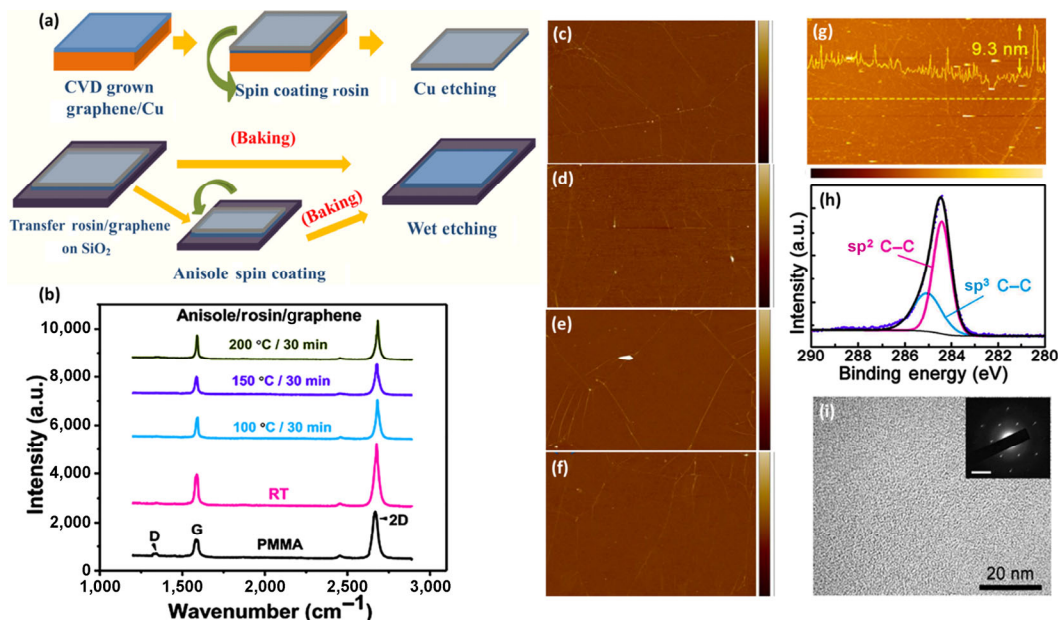 (a)
CVD grown
graphene/Cu
Spin coating rosin
Cu etching
(Baking)
Transfer rosin/graphene
on SiO₂
(Baking)
Anisole spin coating
Wet etching
(b)
10,000
8,000
6,000
4,000
2,000
0
Intensity (a.u.)
Anisole/rosin/graphene
200 °C / 30 min
150 °C / 30 min
100 °C / 30 min
RT
D
G
PMMA
2D
1,000
1,500
2,000
2,500
3,000
Wavenumber (cm⁻¹)
(c)
(d)
(e)
(f)
(g)
9.3 nm
(h)
Intensity (a.u.)
sp² C–C
sp³ C–C
290
288
286
284
282
280
Binding energy (eV)
(i)
20 nm